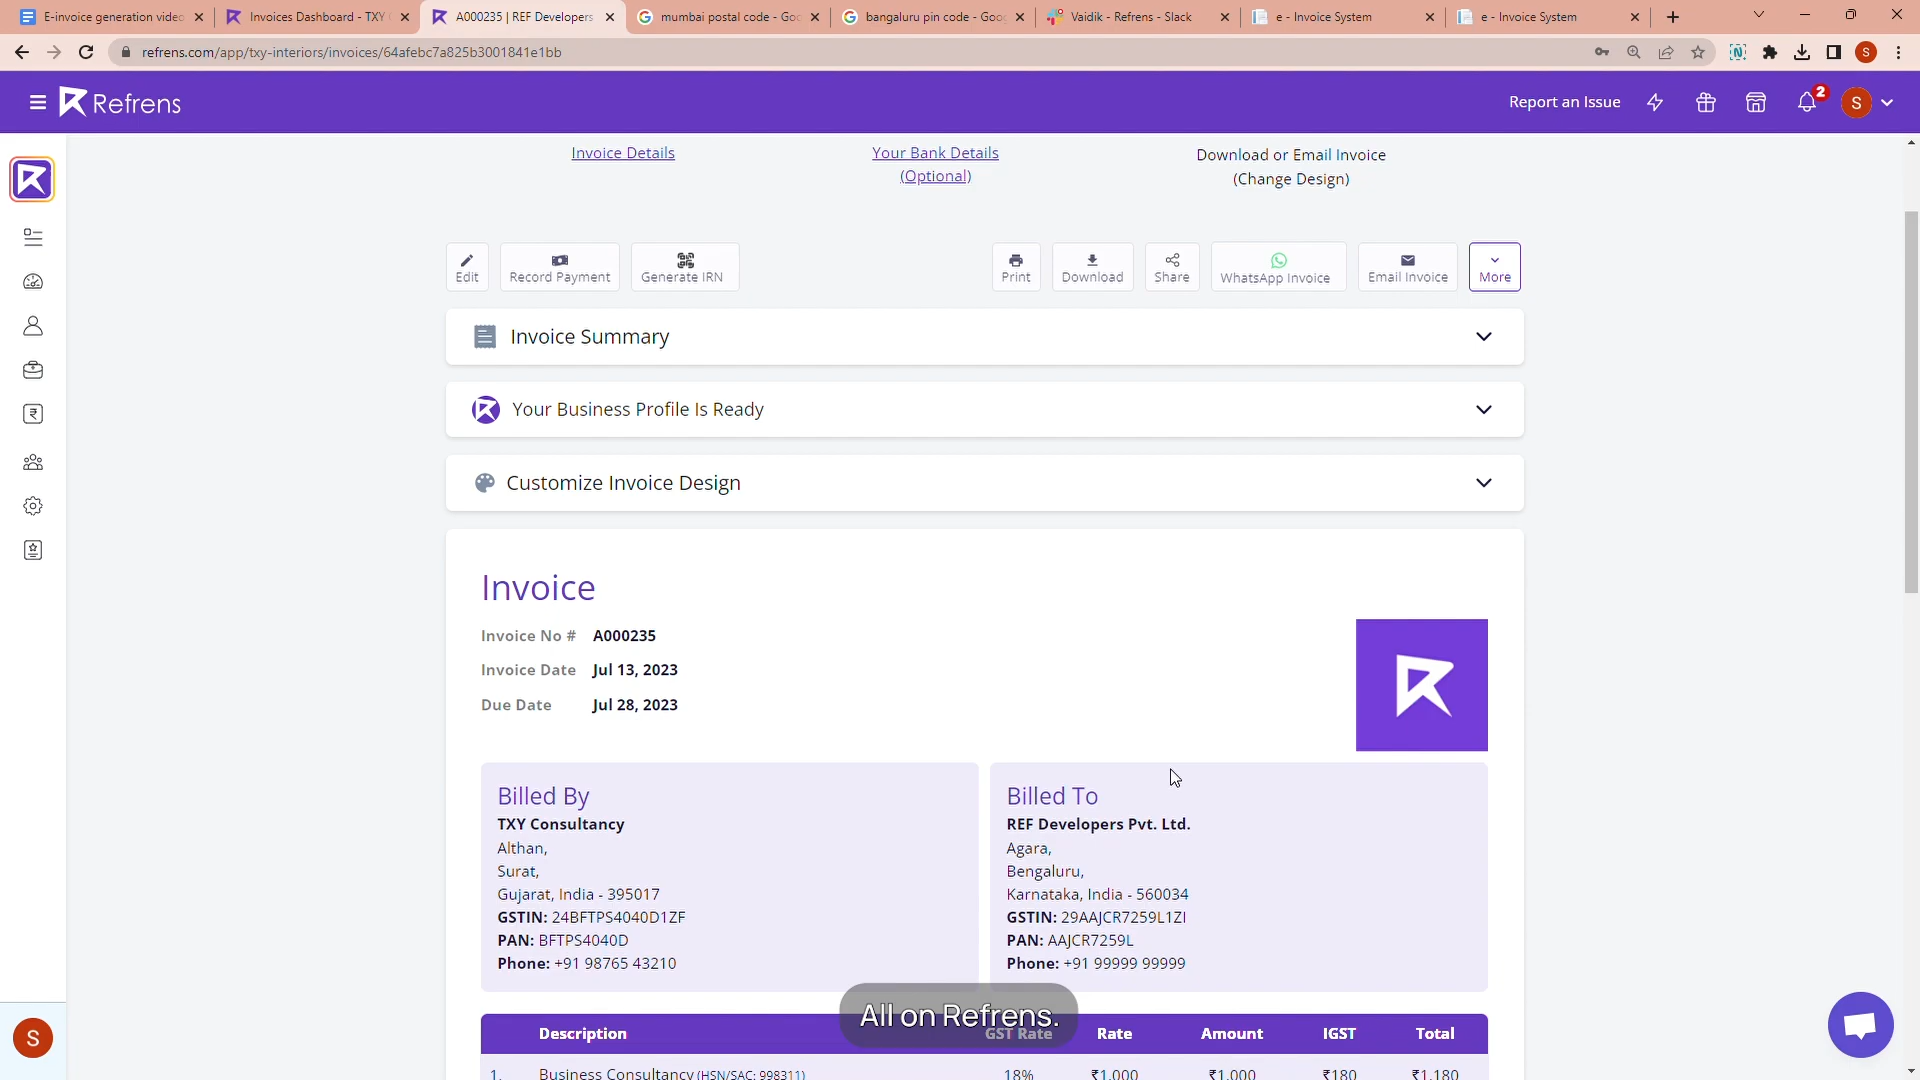 E-invoice generation video
Invoices Dashboard - TXY
A000235 | REF Developers
mumbai postal code - Goo
bangaluru pin code - Goo
Vaidik - Refrens - Slack
e - Invoice System
e - Invoice System
refrens.com/app/txy-interiors/invoices/64afebc7a825b3001841e1bb
S
Refrens
Report an Issue
2
S
Invoice Details
Your Bank Details
(Optional)
Download or Email Invoice
(Change Design)
Edit
Record Payment
Generate IRN
Print
Download
Share
WhatsApp Invoice
Email Invoice
More
Invoice Summary
Your Business Profile Is Ready
Customize Invoice Design
Invoice
Invoice No # A000235
Invoice Date Jul 13, 2023
Due Date Jul 28, 2023
Billed By
TXY Consultancy
Althan,
Surat,
Gujarat, India - 395017
GSTIN: 24BFTPS4040D1ZF
PAN: BFTPS4040D
Phone: +91 98765 43210
Billed To
REF Developers Pvt. Ltd.
Agara,
Bengaluru,
Karnataka, India - 560034
GSTIN: 29AAJCR7259L1ZI
PAN: AAJCR7259L
Phone: +91 99999 99999
All on Refrens.
Description GST Rate Rate Amount IGST Total
1. Business Consultancy (HSN/SAC: 998311) 18% ₹1,000 ₹1,000 ₹180 ₹1,180
S